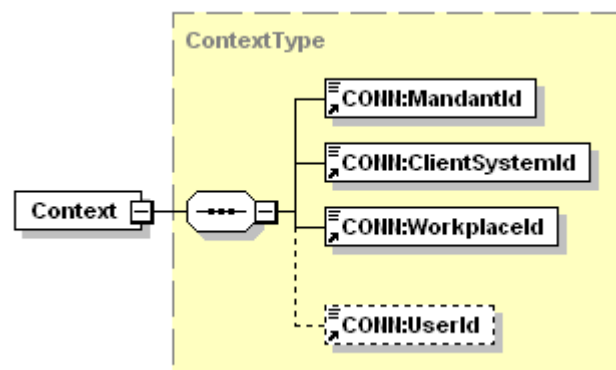 ContextType
CONN:MandantId
CONN:ClientSystemId
Context
CONN:WorkplaceId
CONN:UserId